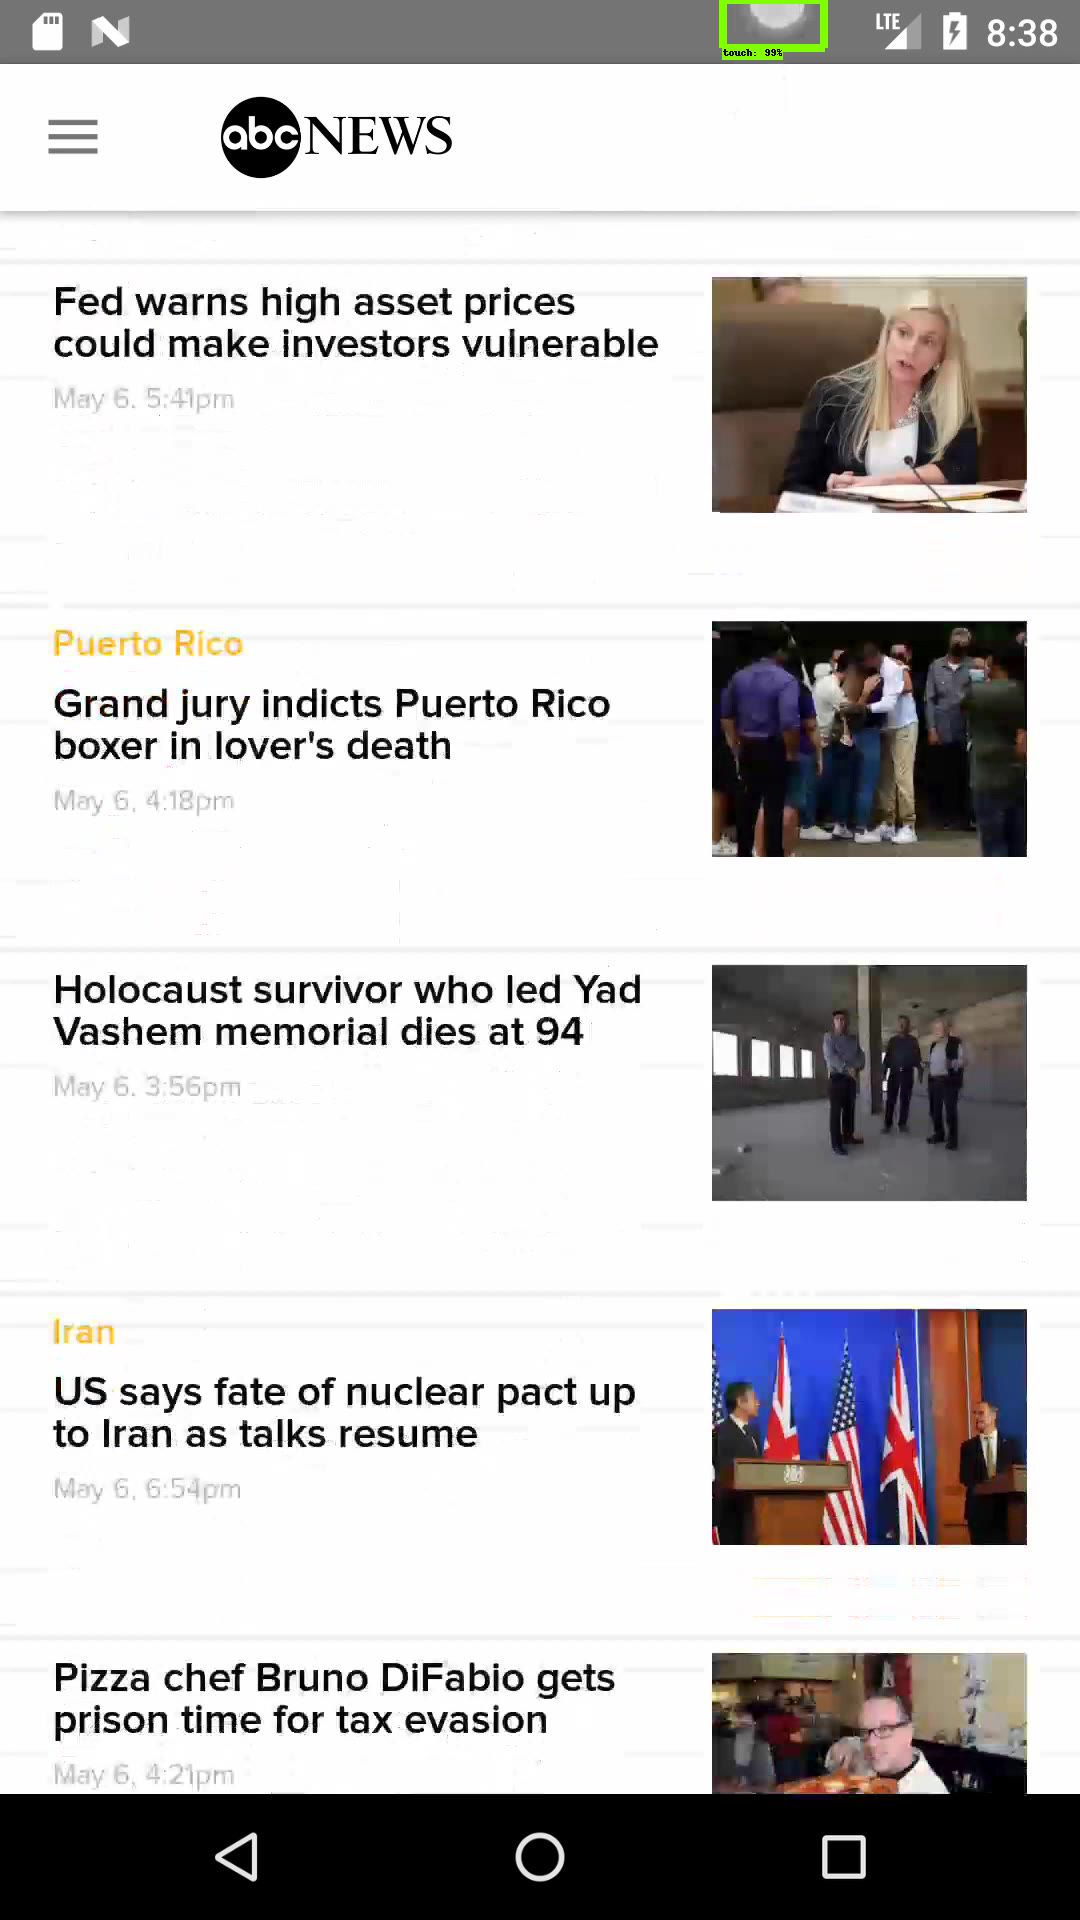 LTE
8:38
touch: 99%
abc NEWS
Fed warns high asset prices
could make investors vulnerable
May 6, 5:41pm
Puerto Rico
Grand jury indicts Puerto Rico
boxer in lover's death
May 6, 4:18pm
Holocaust survivor who led Yad
Vashem memorial dies at 94
May 6, 3:56pm
Iran
US says fate of nuclear pact up
to Iran as talks resume
May 6, 6:54pm
Pizza chef Bruno DiFabio gets
prison time for tax evasion
May 6, 4:21pm